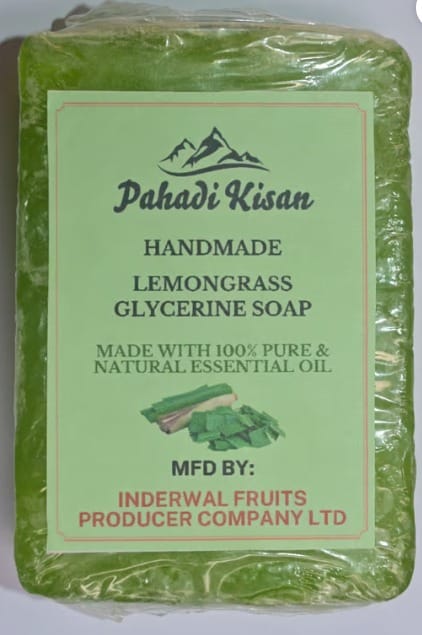 Pahadi Kisan
HANDMADE
LEMONGRASS
GLYCERINE SOAP
MADE WITH 100% PURE &
NATURAL ESSENTIAL OIL
MFD BY:
INDERWAL FRUITS
PRODUCER COMPANY LTD